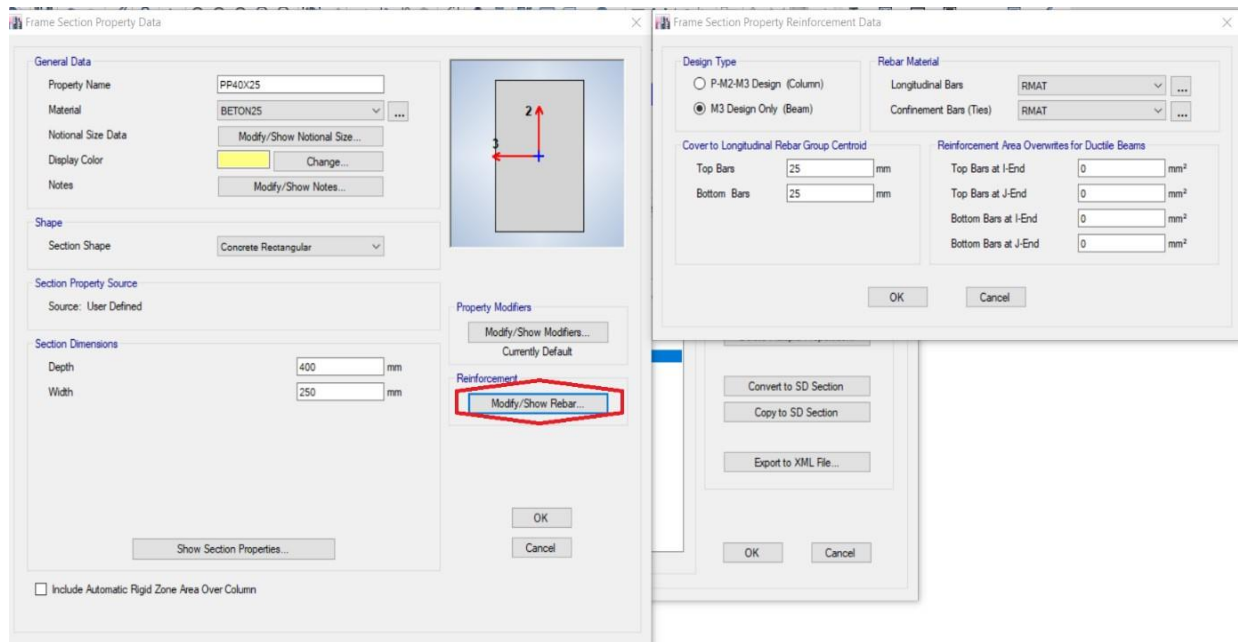 Frame Section Property Data
General Data
Property Name PP40X25
Material BETON25 ...
Notional Size Data Modify/Show Notional Size...
Display Color Change...
Notes Modify/Show Notes...
2
3
Shape
Section Shape Concrete Rectangular
Section Property Source
Source: User Defined
Property Modifiers
Modify/Show Modifiers...
Currently Default
Section Dimensions
Depth 400 mm
Width 250 mm
Reinforcement
Modify/Show Rebar...
OK
Cancel
Show Section Properties...
Include Automatic Rigid Zone Area Over Column
Frame Section Property Reinforcement Data
Design Type
P-M2-M3 Design (Column)
M3 Design Only (Beam)
Rebar Material
Longitudinal Bars RMAT ...
Confinement Bars (Ties) RMAT ...
Cover to Longitudinal Rebar Group Centroid
Top Bars 25 mm
Bottom Bars 25 mm
Reinforcement Area Overwrites for Ductile Beams
Top Bars at I-End 0 mm²
Top Bars at J-End 0 mm²
Bottom Bars at I-End 0 mm²
Bottom Bars at J-End 0 mm²
OK Cancel
Convert to SD Section
Copy to SD Section
Export to XML File...
OK Cancel